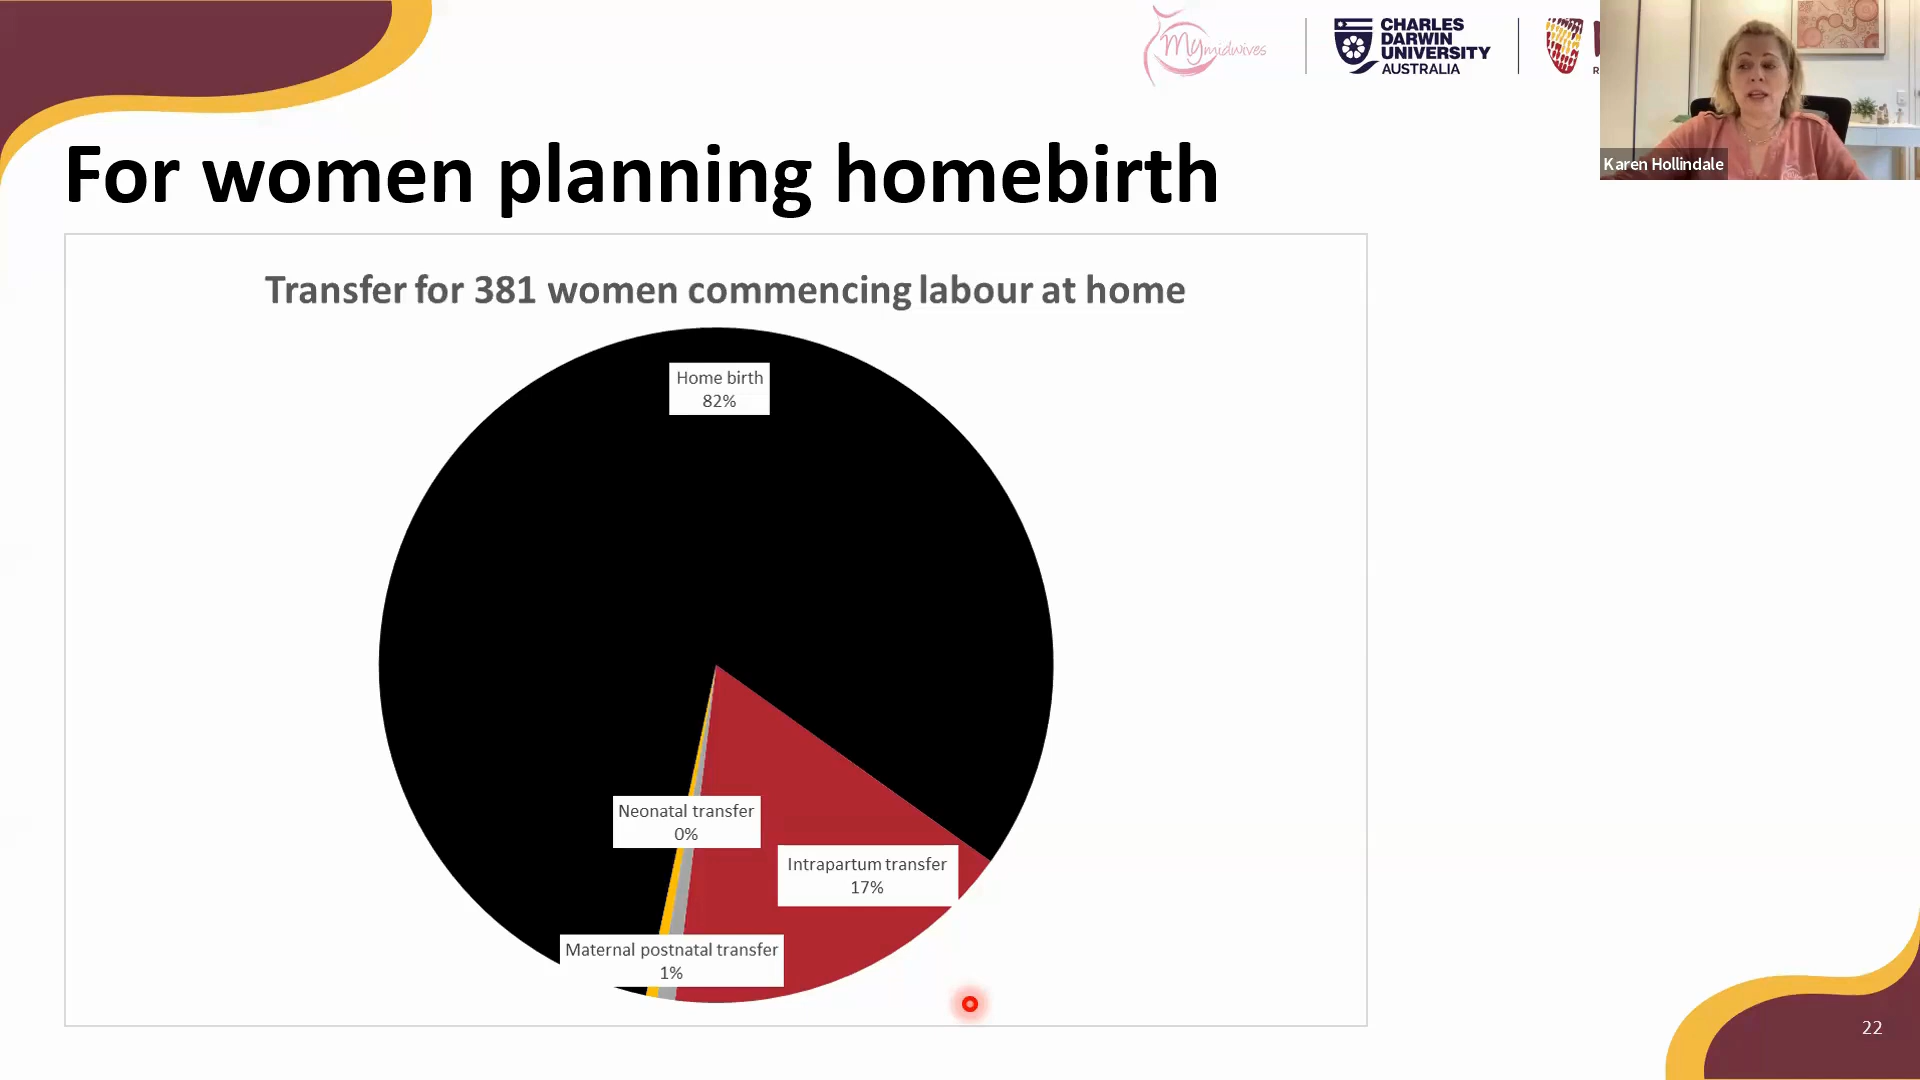 My midwives
CHARLES
DARWIN
UNIVERSITY
AUSTRALIA
Karen Hollindale
For women planning homebirth
Transfer for 381 women commencing labour at home
Home birth
82%
Neonatal transfer
0%
Intrapartum transfer
17%
Maternal postnatal transfer
1%
22